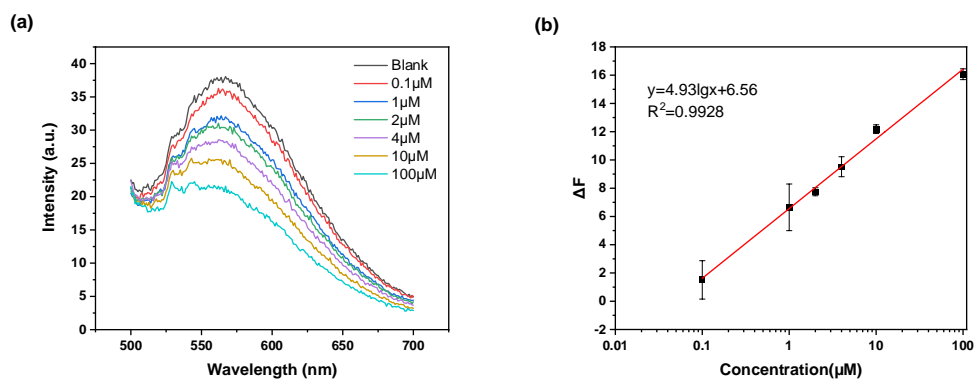 (a)
Intensity (a.u.)
40
35
30
25
20
15
10
5
0
500
550
600
650
700
Wavelength (nm)
Blank
0.1μM
1μM
2μM
4μM
10μM
100μM
(b)
ΔF
18
16
14
12
10
8
6
4
2
0
-2
0.01
0.1
1
10
100
Concentration(μM)
y=4.93lgx+6.56
R²=0.9928